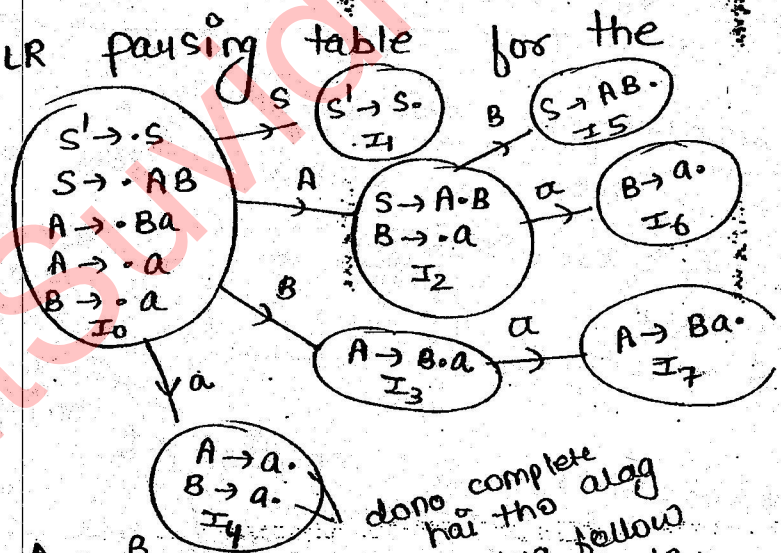 LR parsing table for the
S' → .S
S → .AB
A → .Ba
A → .a
B → .a
I0
S
S' → S.
I1
A
S → A.B
B → .a
I2
B
S → AB.
I5
a
B → a.
I6
B
A → B.a
I3
a
A → Ba.
I7
a
A → a.
B → a.
I4
dono complete
hai tho alag
follow
A B